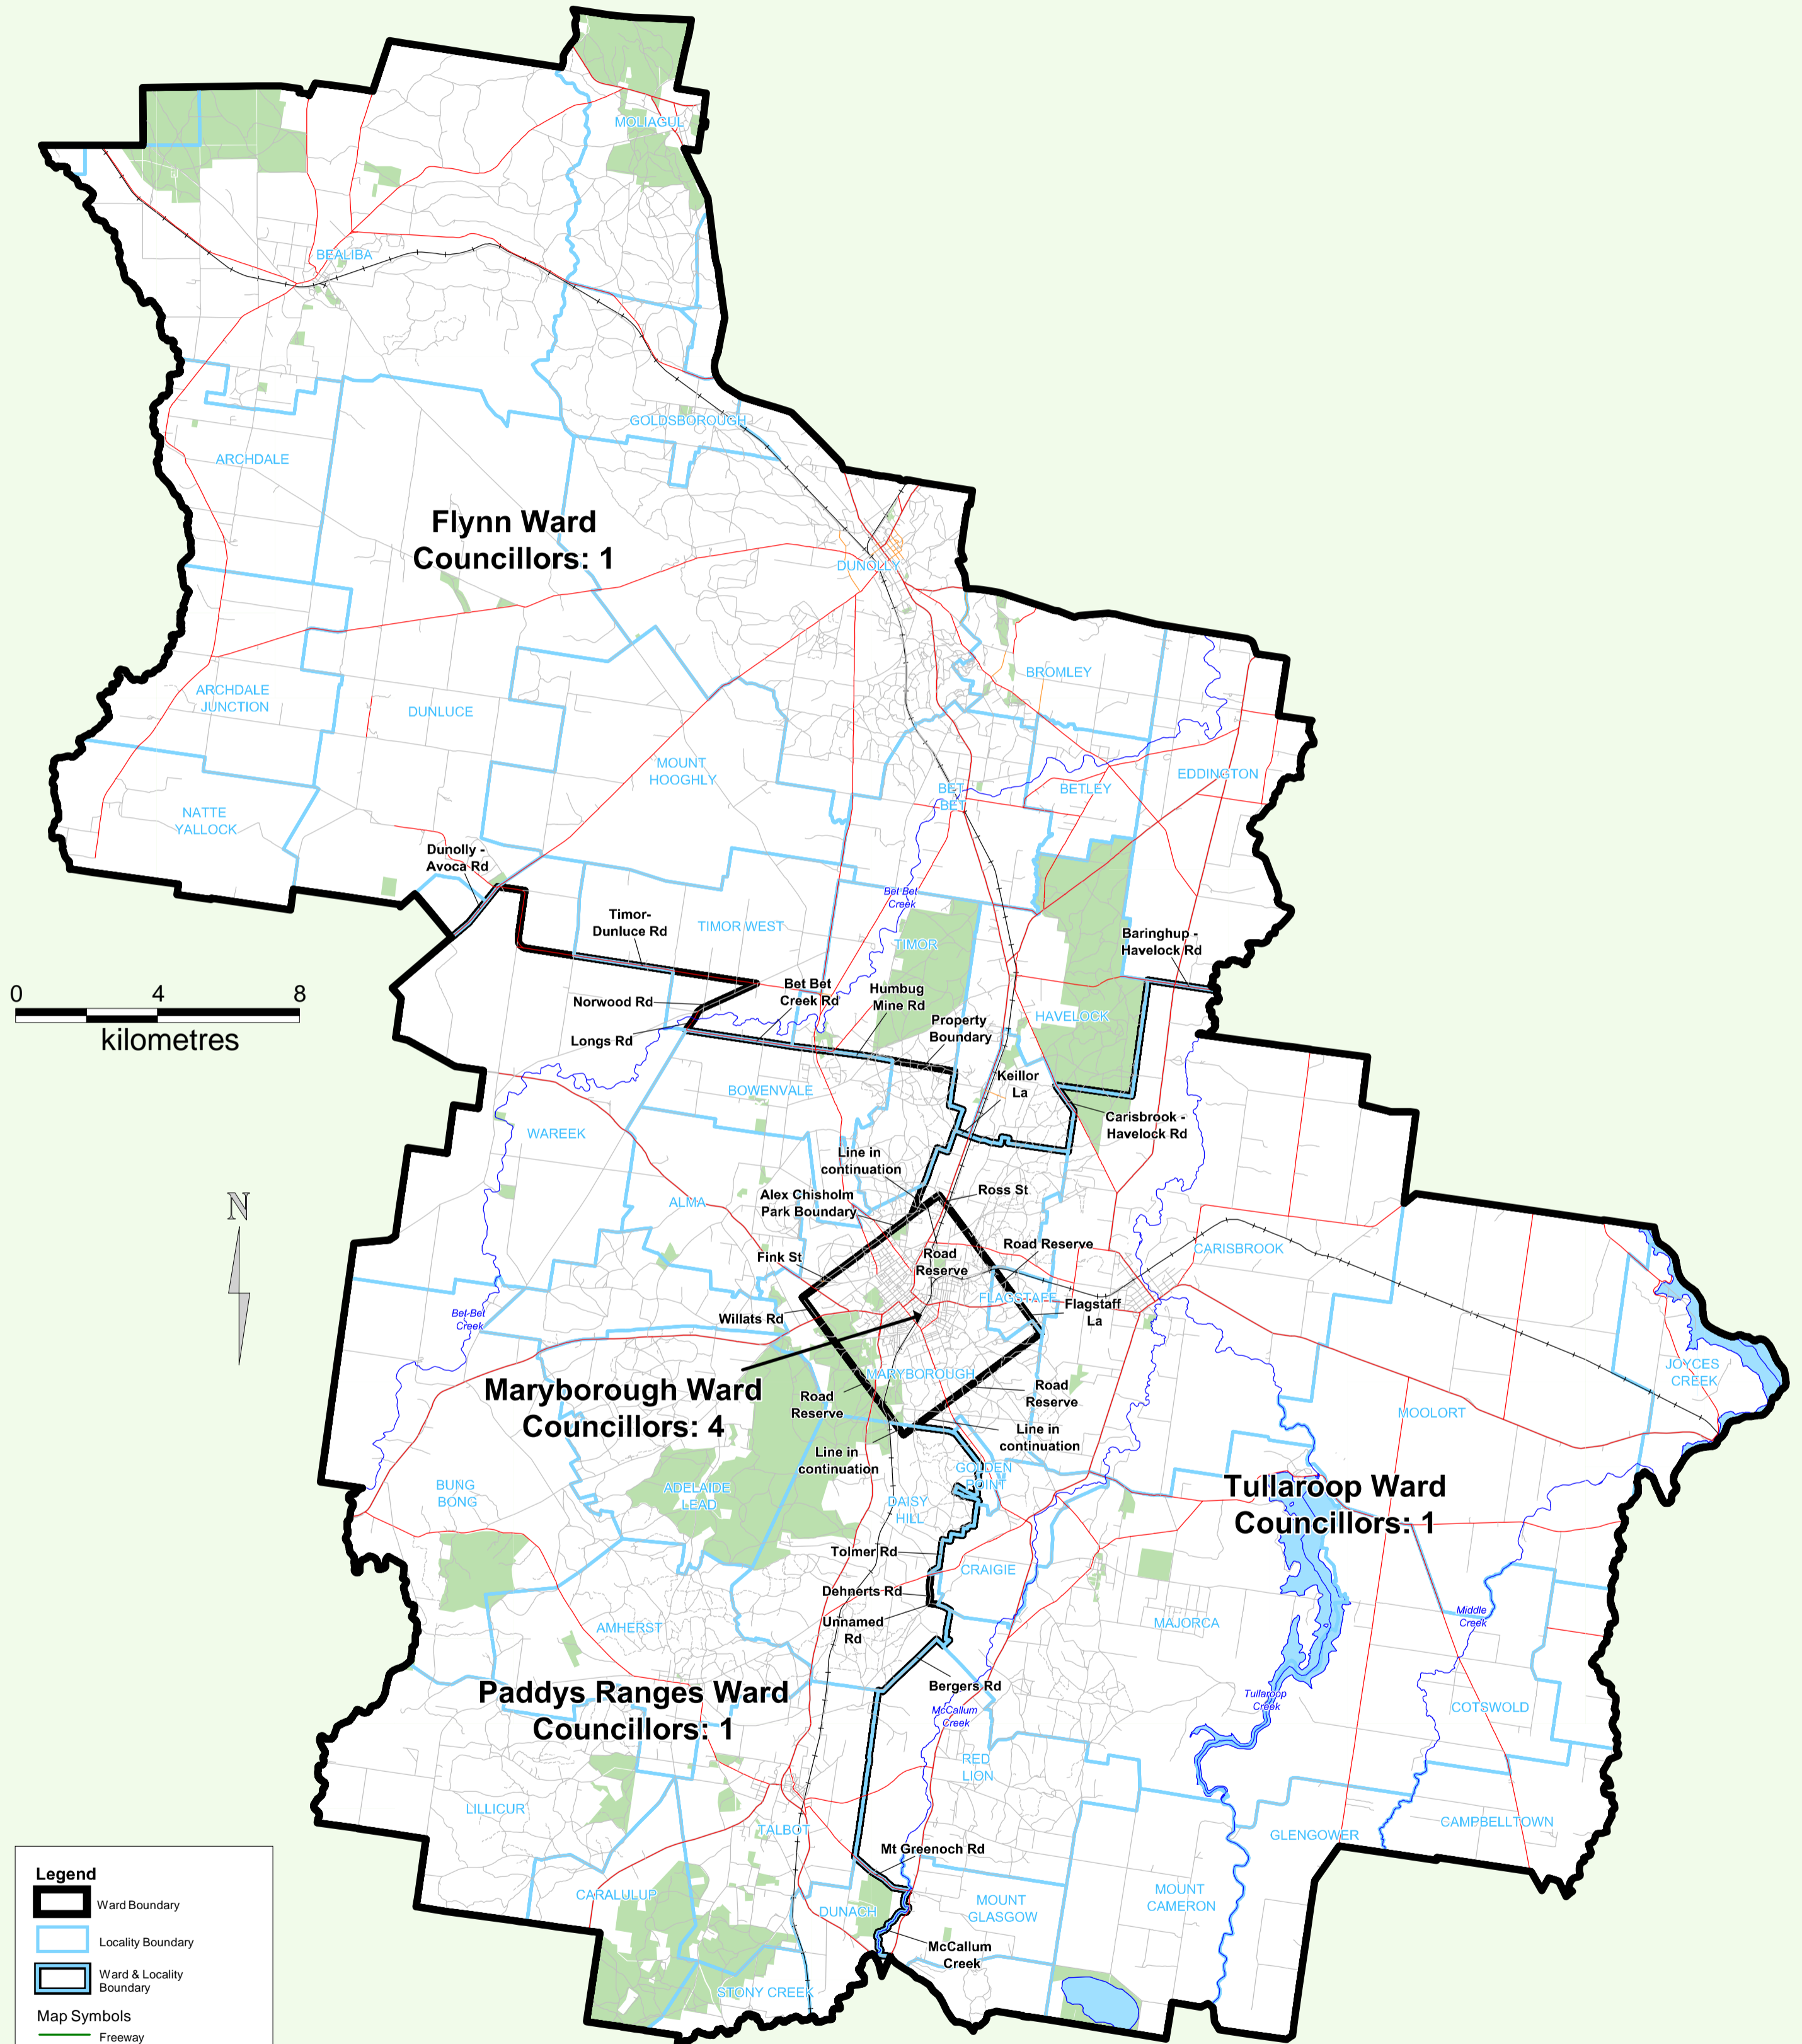 MOLIAGUL
BEALIBA
GOLDSBOROUGH
ARCHDALE
Flynn Ward
Councillors: 1
DUNOLLY
BROMLEY
ARCHDALE
JUNCTION
DUNLUCE
MOUNT
HOOGHLY
EDDINGTON
BET
BET
BETLEY
NATTE
YALLOCK
Dunolly -
Avoca Rd
Bet Bet
Creek
Timor-
Dunluce Rd
TIMOR WEST
TIMOR
Baringhup -
Havelock Rd
0 4 8
kilometres
Norwood Rd
Bet Bet
Creek Rd
Humbug
Mine Rd
HAVELOCK
Longs Rd
Property
Boundary
Keillor
La
BOWENVALE
Carisbrook -
Havelock Rd
WAREEK
Line in
continuation
N
ALMA
Alex Chisholm
Park Boundary
Ross St
Fink St
Road
Reserve
Road Reserve
CARISBROOK
FLAGSTAFF
Flagstaff
La
Bet Bet
Creek
Willats Rd
MARYBOROUGH
JOYCES
CREEK
Maryborough Ward
Councillors: 4
Road
Reserve
Road
Reserve
MOOLORT
Line in
continuation
Line in
continuation
GOLDEN
POINT
Tullaroop Ward
Councillors: 1
BUNG
BONG
ADELAIDE
LEAD
DAISY
HILL
Tolmer Rd
CRAIGIE
Dehnerts Rd
Unnamed
Rd
AMHERST
MAJORCA
Middle
Creek
Paddys Ranges Ward
Councillors: 1
Bergers Rd
McCallum
Creek
Tullaroop
Creek
COTSWOLD
RED
LION
LILLICUR
TALBOT
GLENGOWER
CAMPBELLTOWN
Mt Greenoch Rd
CARALULUP
DUNACH
MOUNT
GLASGOW
MOUNT
CAMERON
McCallum
Creek
STONY CREEK
Legend
Ward Boundary
Locality Boundary
Ward & Locality
Boundary
Map Symbols
Freeway